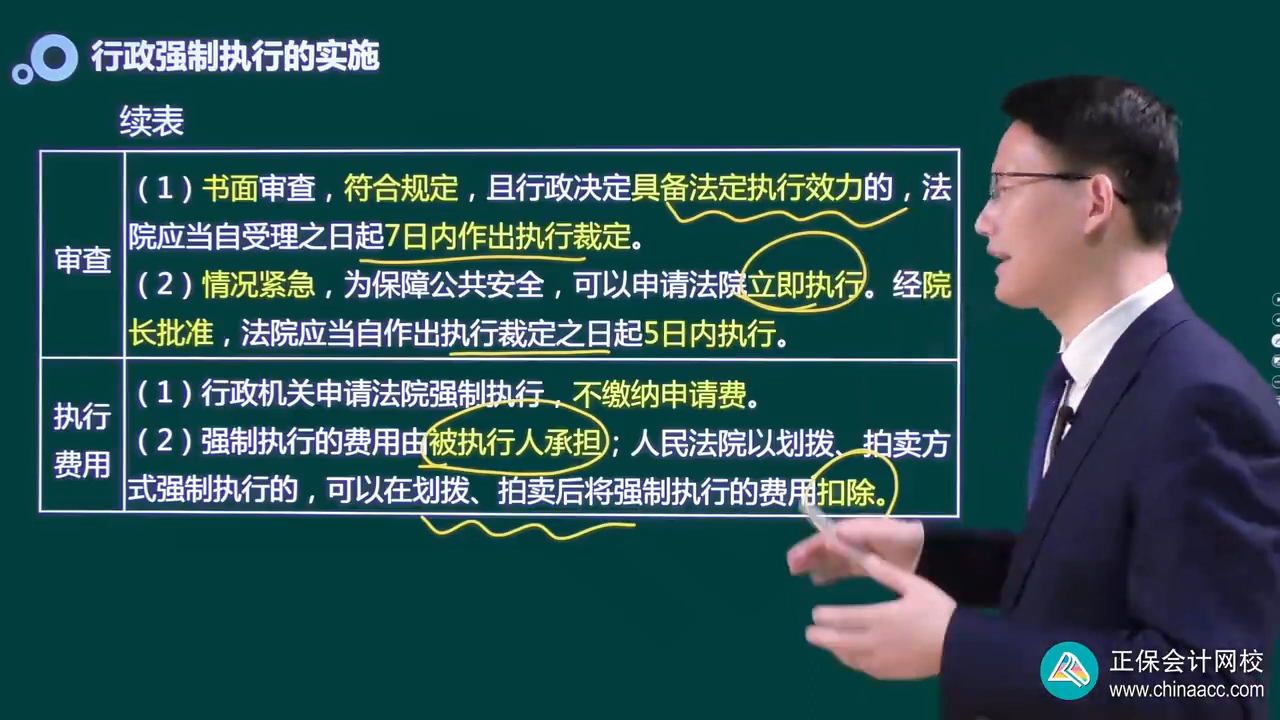 行政强制执行的实施
续表
审查
（1）书面审查，符合规定，且行政决定具备法定执行效力的，法
院应当自受理之日起7日内作出执行裁定。
（2）情况紧急，为保障公共安全，可以申请法院立即执行。经院
长批准，法院应当自作出执行裁定之日起5日内执行。
执行
费用
（1）行政机关申请法院强制执行，不缴纳申请费。
（2）强制执行的费用由被执行人承担；人民法院以划拨、拍卖方
式强制执行的，可以在划拨、拍卖后将强制执行的费用扣除。
正保会计网校
www.chinaacc.com